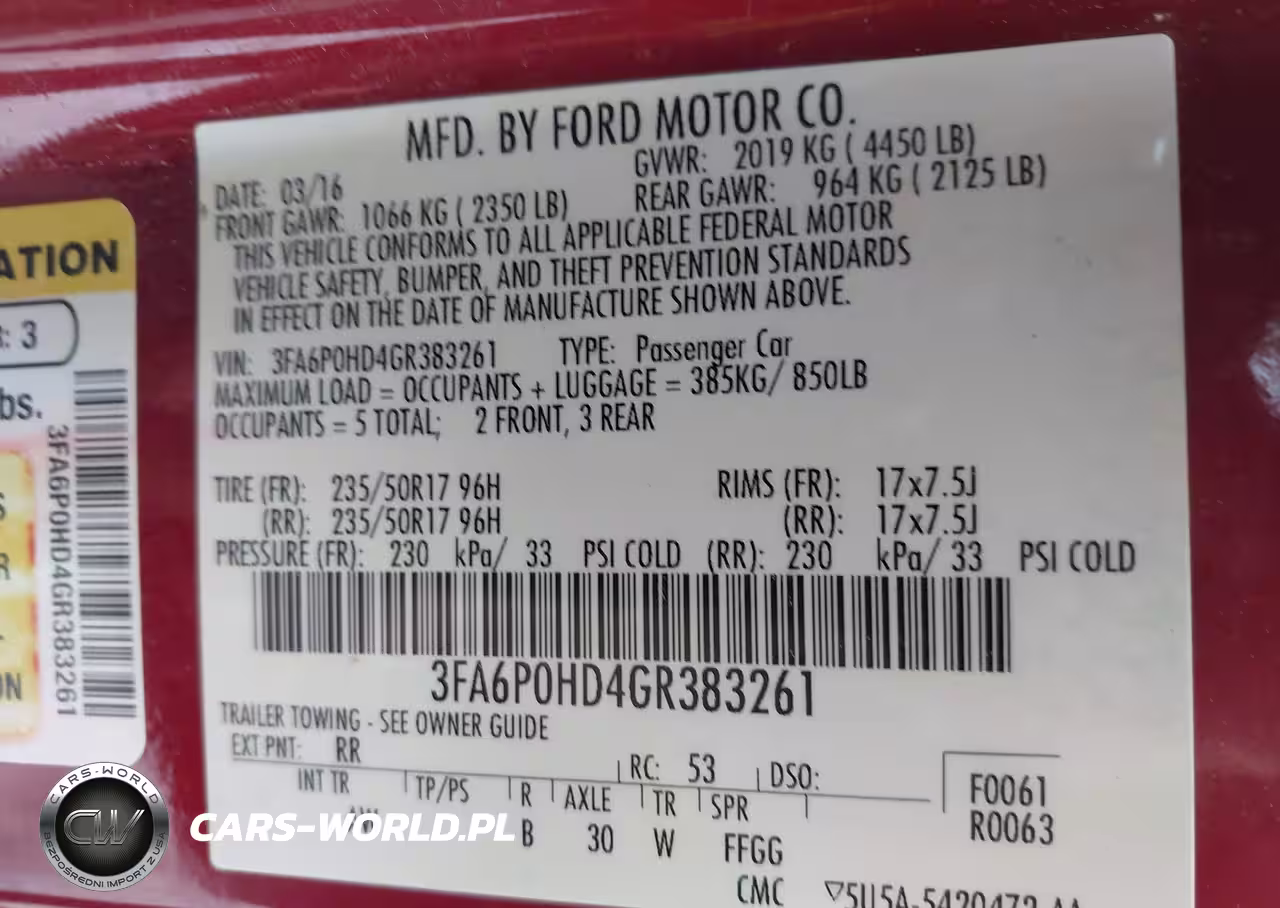 MFD. BY FORD MOTOR CO.
DATE: 03/16 GVWR: 2019 KG ( 4450 LB)
FRONT GAWR: 1066 KG ( 2350 LB) REAR GAWR: 964 KG ( 2125 LB)
THIS VEHICLE CONFORMS TO ALL APPLICABLE FEDERAL MOTOR
VEHICLE SAFETY, BUMPER, AND THEFT PREVENTION STANDARDS
IN EFFECT ON THE DATE OF MANUFACTURE SHOWN ABOVE.
VIN: 3FA6P0HD4GR383261 TYPE: Passenger Car
MAXIMUM LOAD = OCCUPANTS + LUGGAGE = 385KG/ 850LB
OCCUPANTS = 5 TOTAL; 2 FRONT, 3 REAR
TIRE (FR): 235/50R17 96H RIMS (FR): 17x7.5J
(RR): 235/50R17 96H (RR): 17x7.5J
PRESSURE (FR): 230 kPa/ 33 PSI COLD (RR): 230 kPa/ 33 PSI COLD
3FA6P0HD4GR383261
TRAILER TOWING - SEE OWNER GUIDE
EXT PNT: RR RC: 53 DSO:
INT TR TP/PS R AXLE TR SPR
B 30 W FFGG
CMC
F0061
R0063
ATION
: 3
bs.
3FA6P0HD4GR383261
CARS-WORLD
CW
BEZPOŚREDNI IMPORT Z USA
CARS-WORLD.PL